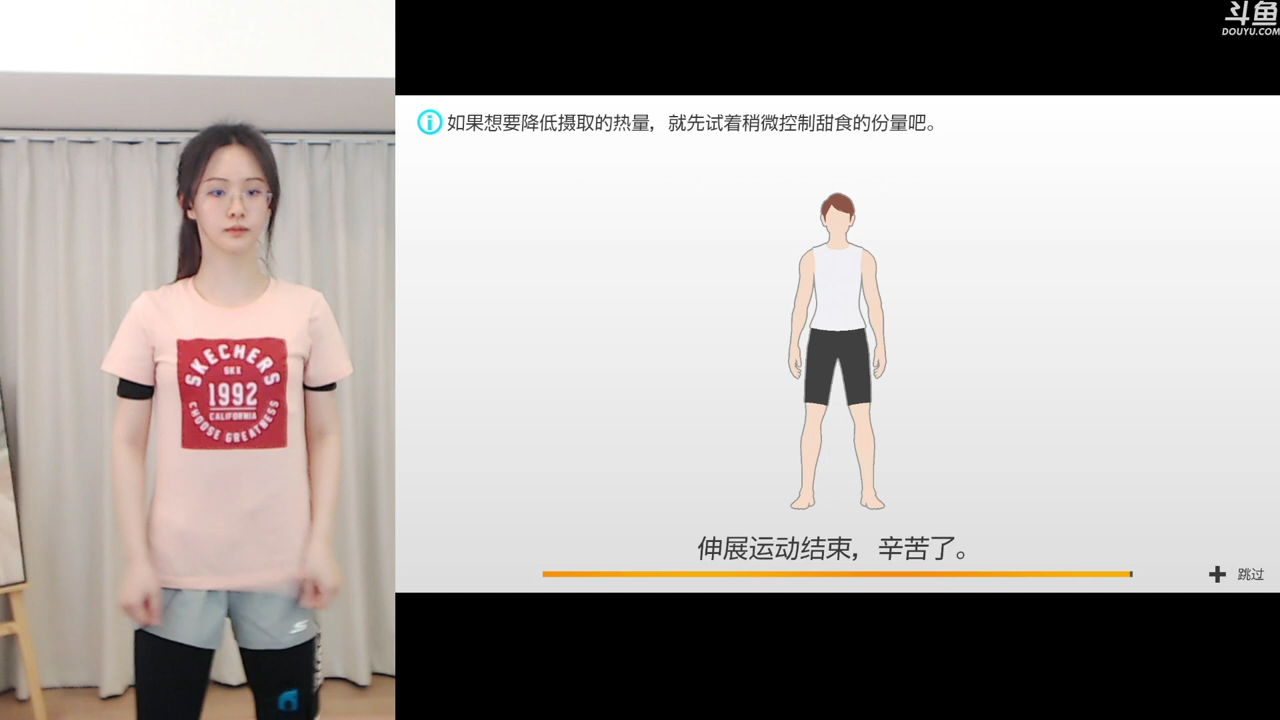 斗鱼
DOUYU.COM
如果想要降低摄取的热量，就先试着稍微控制甜食的份量吧。
SKECHERS
SKX
1992
CALIFORNIA
CHOOSE GREATNESS
伸展运动结束，辛苦了。
跳过